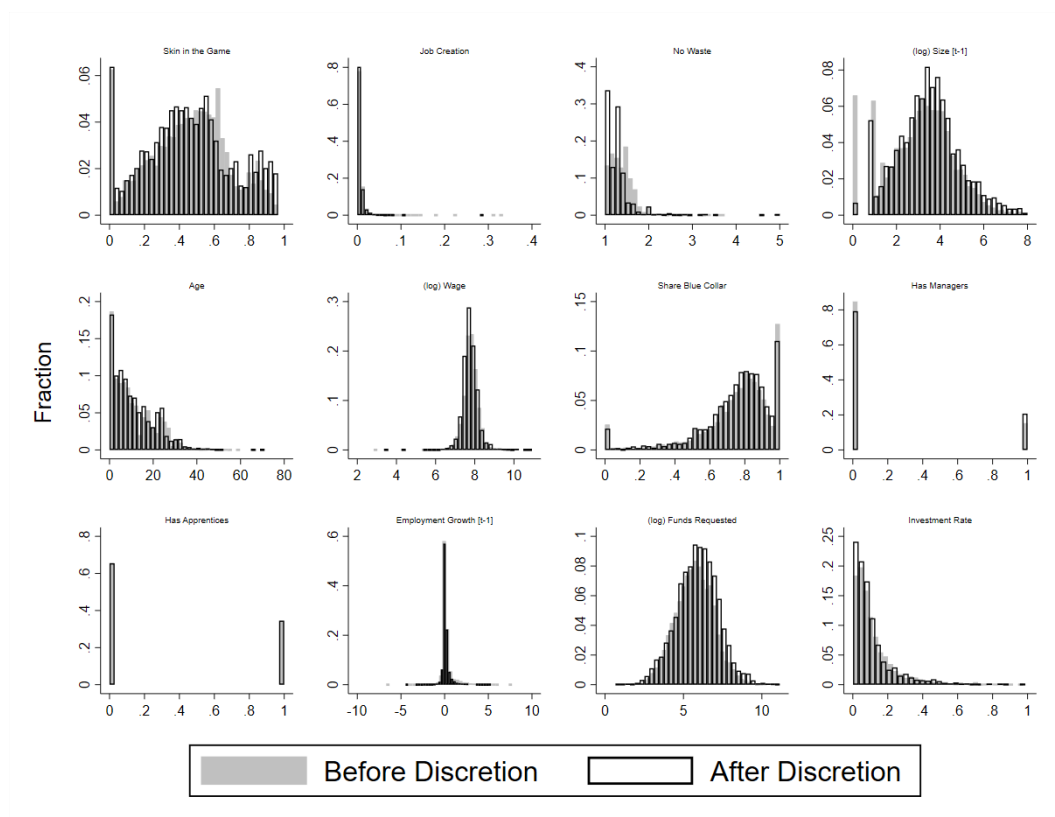 Skin in the Game
0 .02 .04 .06
0 .2 .4 .6 .8 1
Job Creation
0 .2 .4 .6 .8
0 .1 .2 .3 .4
No Waste
0 .1 .2 .3 .4
1 2 3 4 5
(log) Size [t-1]
0 .02 .04 .06 .08
0 2 4 6 8
Age
0 .05 .1 .15 .2
0 20 40 60 80
(log) Wage
0 .1 .2 .3
2 4 6 8 10
Share Blue Collar
0 .05 .1 .15
0 .2 .4 .6 .8 1
Has Managers
0 .2 .4 .6 .8
0 .2 .4 .6 .8 1
Fraction
Has Apprentices
0 .2 .4 .6 .8
0 .2 .4 .6 .8 1
Employment Growth [t-1]
0 .2 .4 .6
-10 -5 0 5 10
(log) Funds Requested
0 .02 .04 .06 .08 .1
0 5 10
Investment Rate
0 .05 .1 .15 .2 .25
0 .2 .4 .6 .8 1
Before Discretion
After Discretion